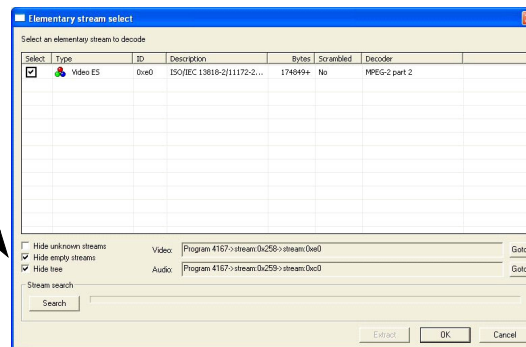 Elementary stream select
Select an elementary stream to decode
Select Type ID Description Bytes Scrambled Decoder
Video ES 0xe0 ISO/IEC 13818-2/11172-2... 174849+ No MPEG-2 part 2
Hide unknown streams
Hide empty streams
Hide tree
Video: Program 4167->stream:0x258->stream:0xe0
Audio: Program 4167->stream:0x259->stream:0xc0
Stream search
Search
Extract OK Cancel